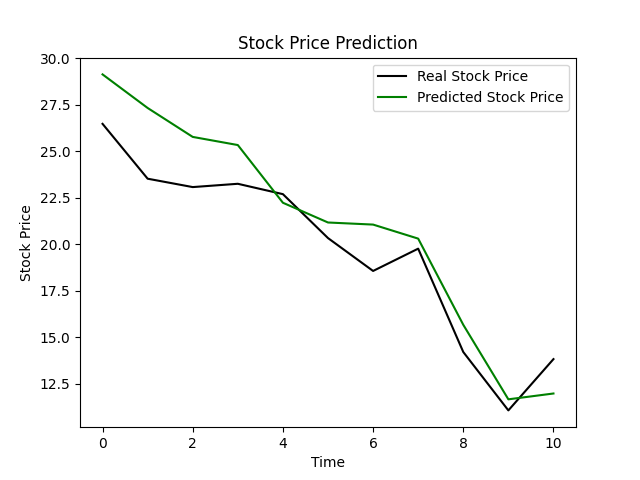 Stock Price Prediction
Real Stock Price
Predicted Stock Price
30.0
27.5
25.0
22.5
20.0
17.5
15.0
12.5
Stock Price
0 2 4 6 8 10
Time